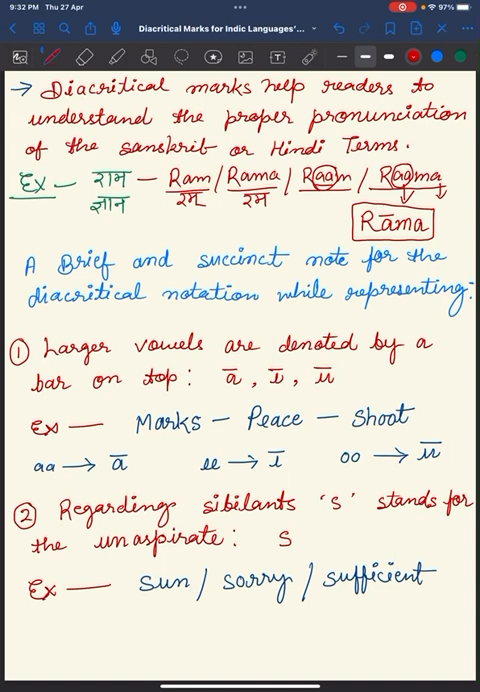 9:32 PM Thu 27 Apr
97%
Diacritical Marks for Indic Languages'...
→ Diacritical marks help readers to
understand the proper pronunciation
of the sanskrit or Hindi Terms.
Ex — राम — Ram / Rama / Raam / Raama
ज्ञान रम रम
Rāma
A Brief and succinct note for the
diacritical notation while representing:
① Larger vowels are denoted by a
bar on top: ā, ī, ū
Ex — Marks — Peace — Shoot
aa → ā ee → ī oo → ū
② Regarding sibilants 's' stands for
the unaspirate: S
Ex — sun / sorry / sufficient